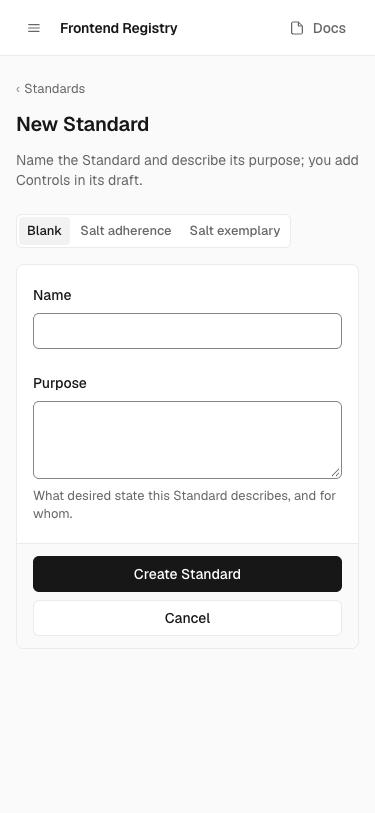 Frontend Registry
Docs
‹ Standards
New Standard
Name the Standard and describe its purpose; you add
Controls in its draft.
Blank
Salt adherence
Salt exemplary
Name
Purpose
What desired state this Standard describes, and for
whom.
Create Standard
Cancel